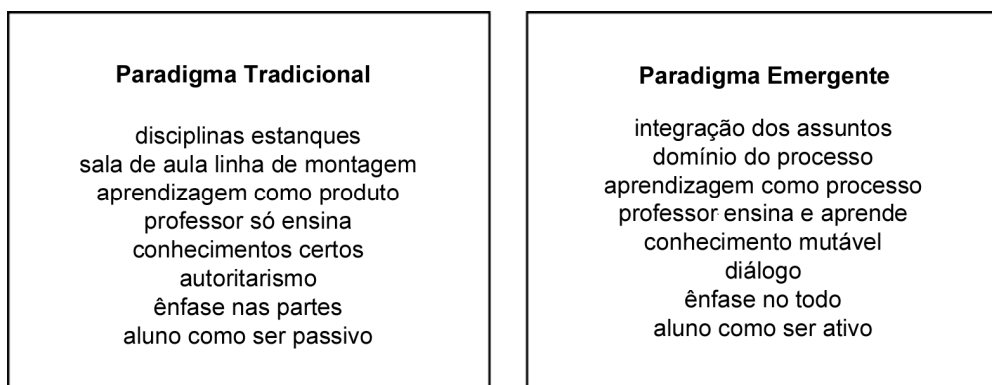 Paradigma Tradicional
disciplinas estanques
sala de aula linha de montagem
aprendizagem como produto
professor só ensina
conhecimentos certos
autoritarismo
ênfase nas partes
aluno como ser passivo
Paradigma Emergente
integração dos assuntos
domínio do processo
aprendizagem como processo
professor ensina e aprende
conhecimento mutável
diálogo
ênfase no todo
aluno como ser ativo